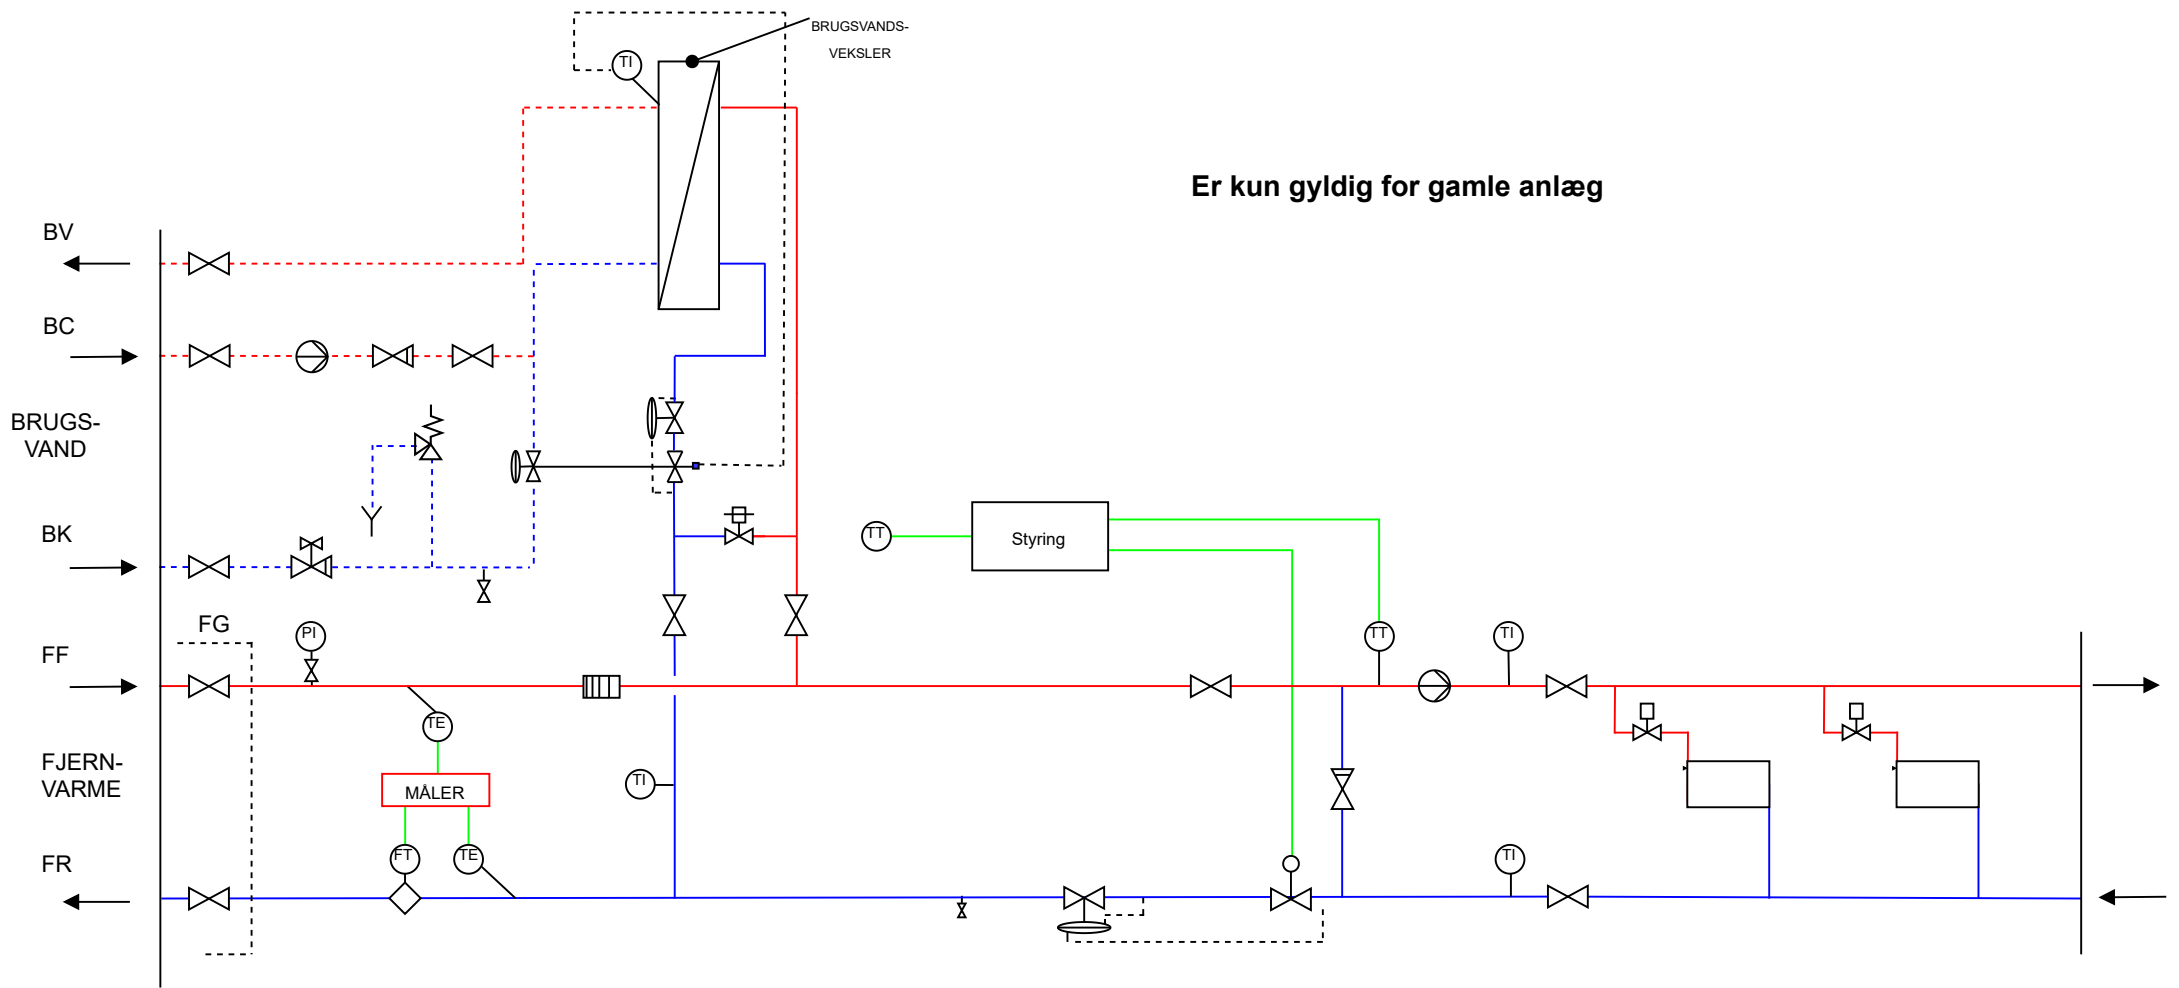 BRUGSVANDS-
VEKSLER
TI
Er kun gyldig for gamle anlæg
BV
BC
BRUGS-
VAND
BK
TT
Styring
FG
PI
TT
TI
FF
TE
FJERN-
VARME
MÅLER
TI
FR
FT
TE
TI